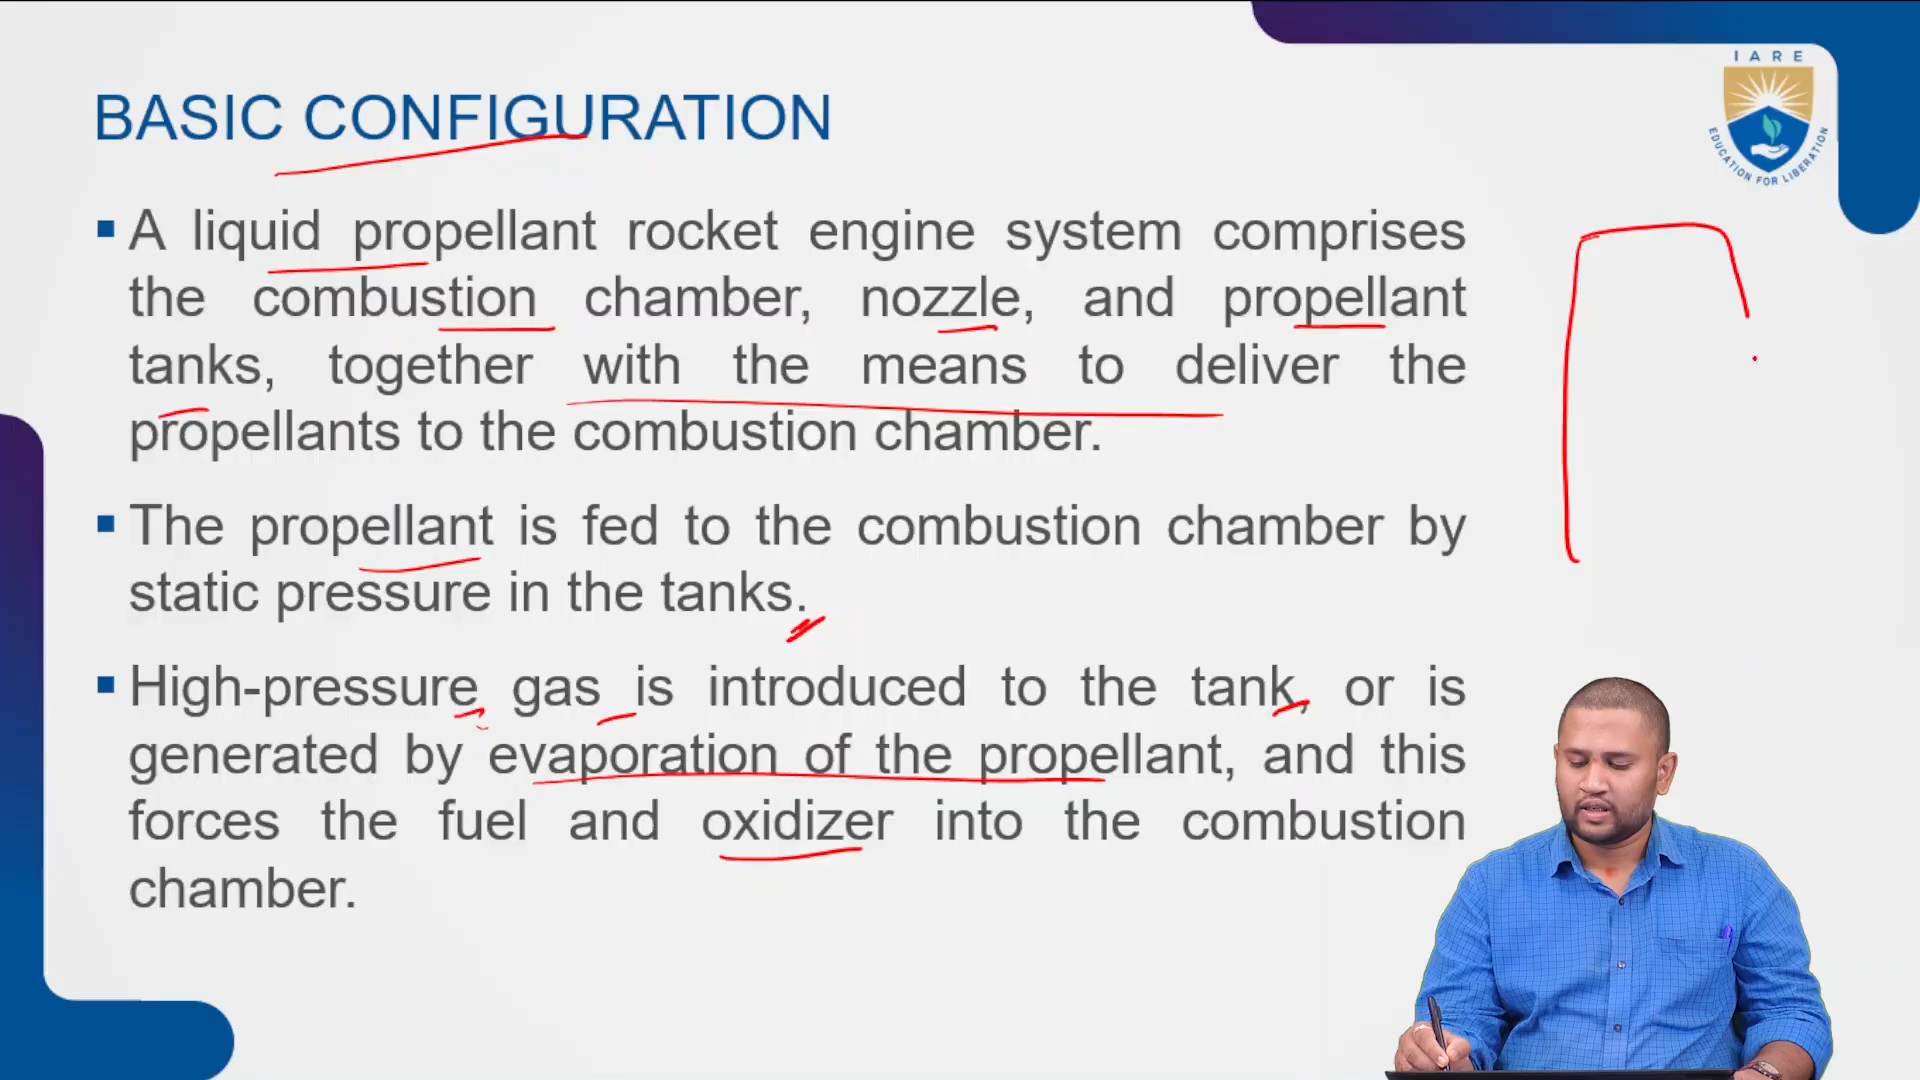 IARE
EDUCATION FOR LIBERATION
BASIC CONFIGURATION
▪ A liquid propellant rocket engine system comprises
the combustion chamber, nozzle, and propellant
tanks, together with the means to deliver the
propellants to the combustion chamber.
▪ The propellant is fed to the combustion chamber by
static pressure in the tanks.
▪ High-pressure gas is introduced to the tank, or is
generated by evaporation of the propellant, and this
forces the fuel and oxidizer into the combustion
chamber.